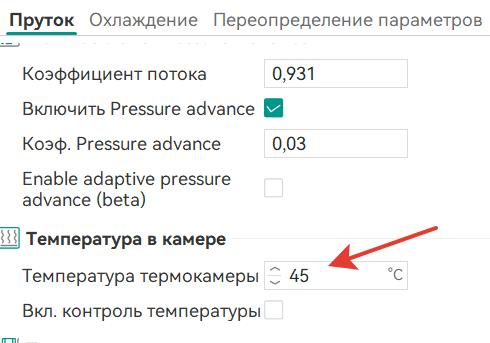 Пруток Охлаждение Переопределение параметров
Коэффициент потока 0,931
Включить Pressure advance
Коэф. Pressure advance 0,03
Enable adaptive pressure
advance (beta)
Температура в камере
Температура термокамеры 45 °C
Вкл. контроль температуры